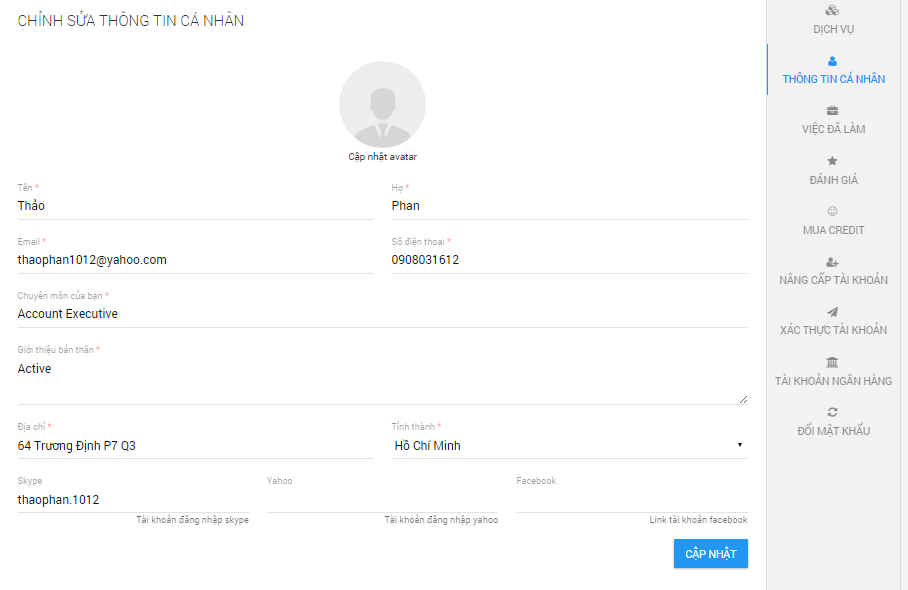 CHỈNH SỬA THÔNG TIN CÁ NHÂN
Cập nhật avatar
Tên *
Thảo
Họ *
Phan
Email *
thaophan1012@yahoo.com
Số điện thoại *
0908031612
Chuyên môn của bạn *
Account Executive
Giới thiệu bản thân *
Active
Địa chỉ *
64 Trương Định P7 Q3
Tỉnh thành *
Hồ Chí Minh
Skype
thaophan.1012
Tài khoản đăng nhập skype
Yahoo
Tài khoản đăng nhập yahoo
Facebook
Link tài khoản facebook
CẬP NHẬT
DỊCH VỤ
THÔNG TIN CÁ NHÂN
VIỆC ĐÃ LÀM
ĐÁNH GIÁ
MUA CREDIT
NÂNG CẤP TÀI KHOẢN
XÁC THỰC TÀI KHOẢN
TÀI KHOẢN NGÂN HÀNG
ĐỔI MẬT KHẨU